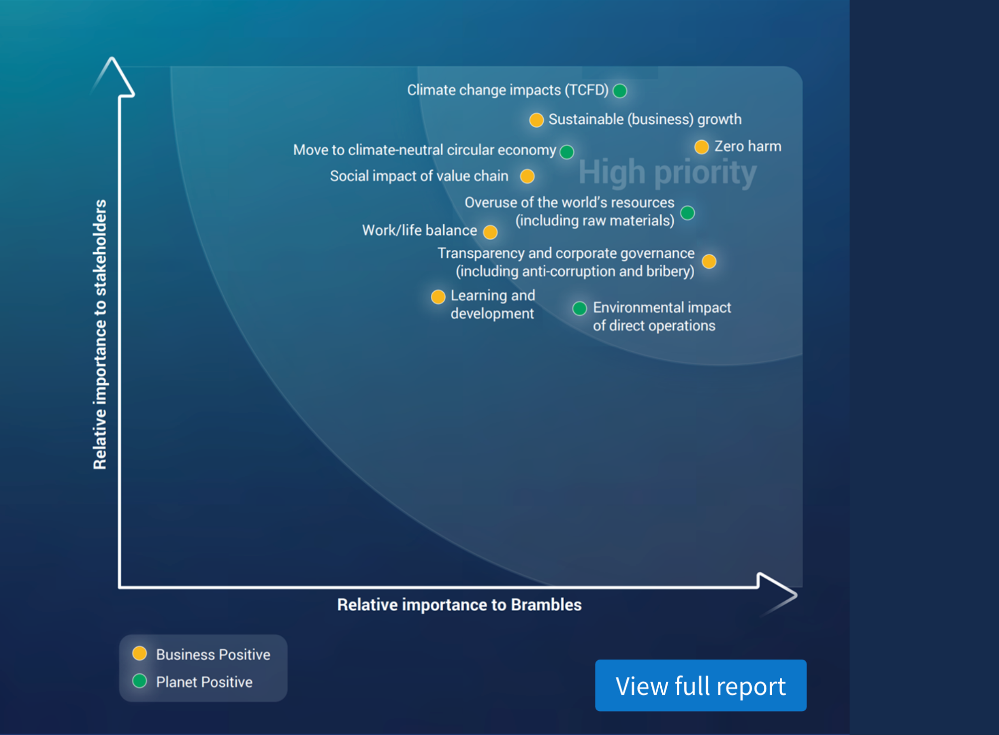 Climate change impacts (TCFD)
Sustainable (business) growth
Zero harm
Move to climate-neutral circular economy
High priority
Social impact of value chain
Overuse of the world's resources
(including raw materials)
Work/life balance
Transparency and corporate governance
(including anti-corruption and bribery)
Learning and
development
Environmental impact
of direct operations
Relative importance to stakeholders
Relative importance to Brambles
Business Positive
Planet Positive
View full report